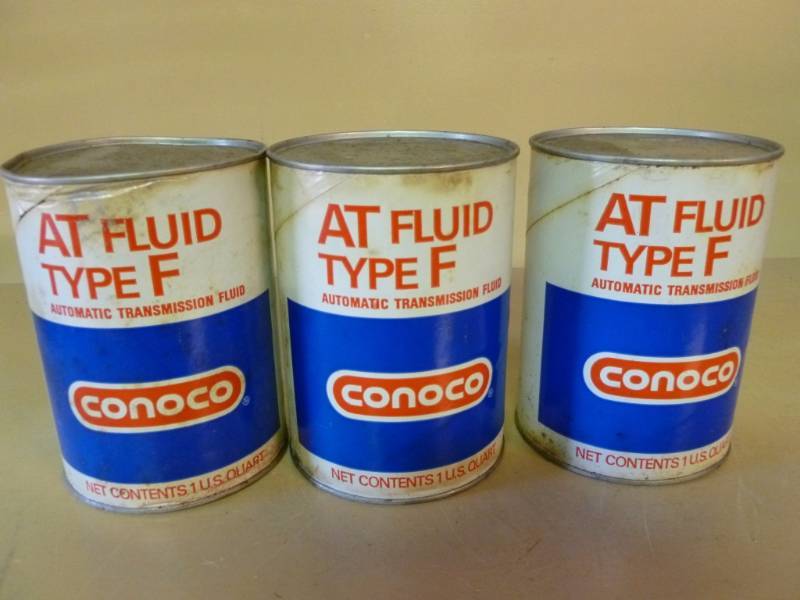 AT FLUID
TYPE F
AUTOMATIC TRANSMISSION FLUID
CONOCO®
NET CONTENTS 1 U.S. QUART
AT FLUID
TYPE F
AUTOMATIC TRANSMISSION FLUID
CONOCO®
NET CONTENTS 1 U.S. QUART
AT FLUID
TYPE F
AUTOMATIC TRANSMISSION FLUID
CONOCO
NET CONTENTS 1 U.S. QUART